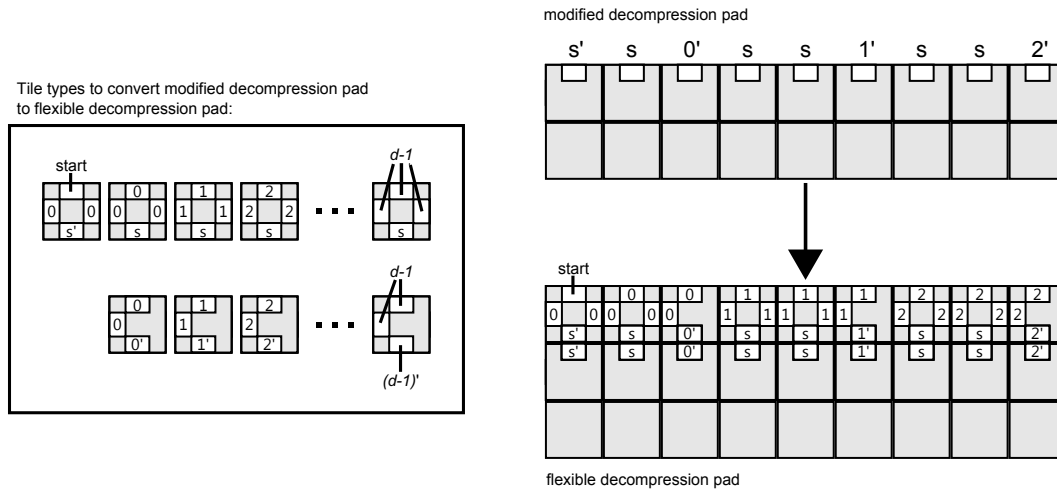 modified decompression pad
s' s 0' s s 1' s s 2'
Tile types to convert modified decompression pad
to flexible decompression pad:
start
d-1
0 1 2
0 0 0 0 1 1 2 2
s' s s s s
d-1
0 1 2
0 1 2
0' 1' 2'
(d-1)'
start
0 0 1 1 1 2 2 2
0 0 0 0 0 1 1 1 1 1 2 2 2 2 2
s' s 0' s s 1' s s 2'
s' s 0' s s 1' s s 2'
flexible decompression pad